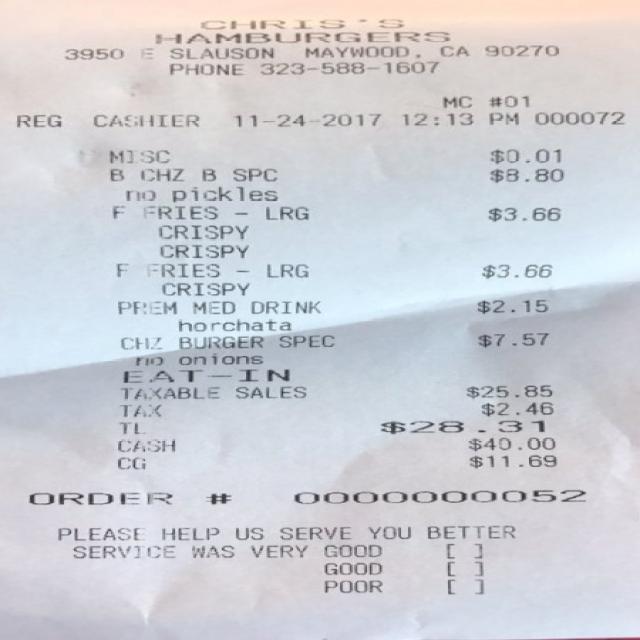 CHRIS'S
HAMBURGERS
3950 E SLAUSON MAYWOOD, CA 90270
PHONE 323-588-1607
MC #01
REG CASHIER 11-24-2017 12:13 PM 000072
MISC $0.01
B CHZ B SPC $8.80
no pickles
F FRIES - LRG $3.66
CRISPY
CRISPY
F FRIES - LRG $3.66
CRISPY
PREM MED DRINK $2.15
horchata
CHZ BURGER SPEC $7.57
no onions
EAT-IN
TAXABLE SALES $25.85
TAX $2.46
TL $28.31
CASH $40.00
CG $11.69
ORDER # 0000000052
PLEASE HELP US SERVE YOU BETTER
SERVICE WAS VERY GOOD [ ]
GOOD [ ]
POOR [ ]